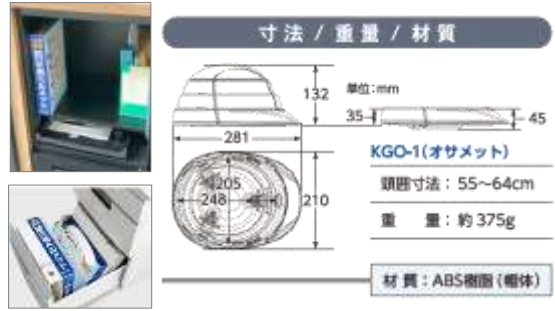 寸法 / 重量 / 材質
132
単位:mm
35
45
281
KGO-1(オサメット)
205
248
210
頭囲寸法:55〜64cm
重 量:約375g
材質:ABS樹脂(帽体)